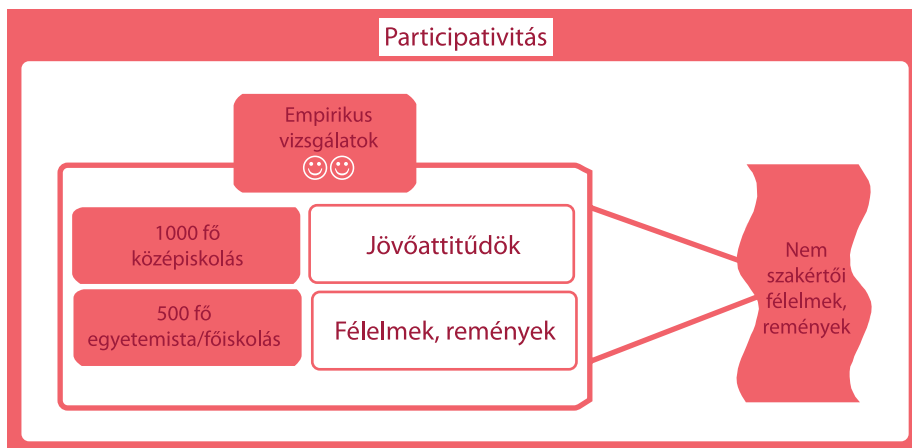 Participativitás
Empirikus
vizsgálatok
1000 fő
középiskolás
Jövőattitűdök
500 fő
egyetemista/főiskolás
Félelmek, remények
Nem
szakértői
félelmek,
remények